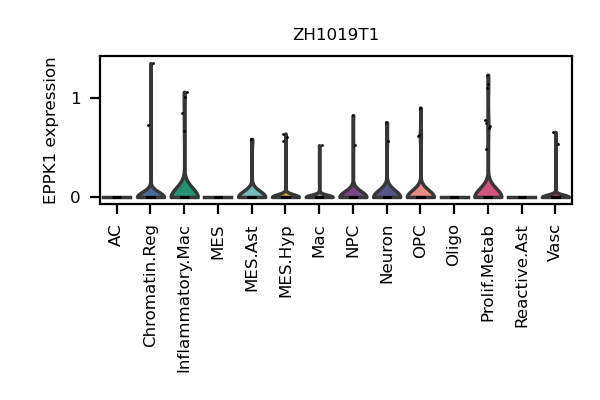 ZH1019T1
EPPK1 expression
1
0
AC
Chromatin.Reg
Inflammatory.Mac
MES
MES.Ast
MES.Hyp
Mac
NPC
Neuron
OPC
Oligo
Prolif.Metab
Reactive.Ast
Vasc